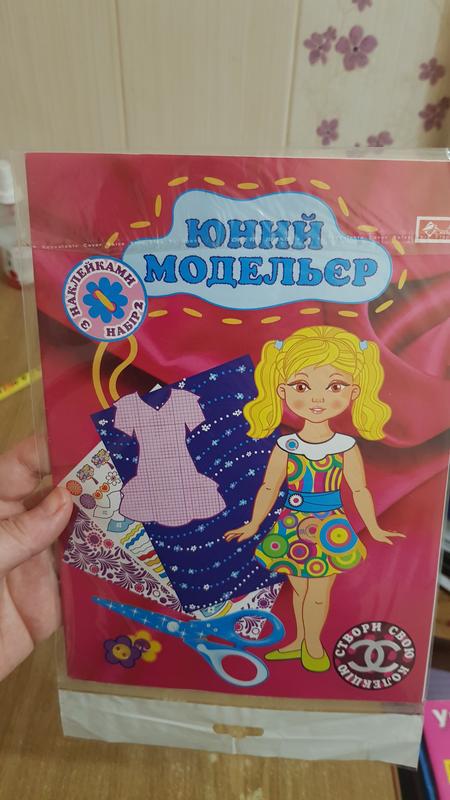 ЮНИЙ
МОДЕЛЬЄР
З НАКЛЕЙКАМИ
НАБІР 2
СТВОРИ СВОЮ
КОЛЕКЦІЮ